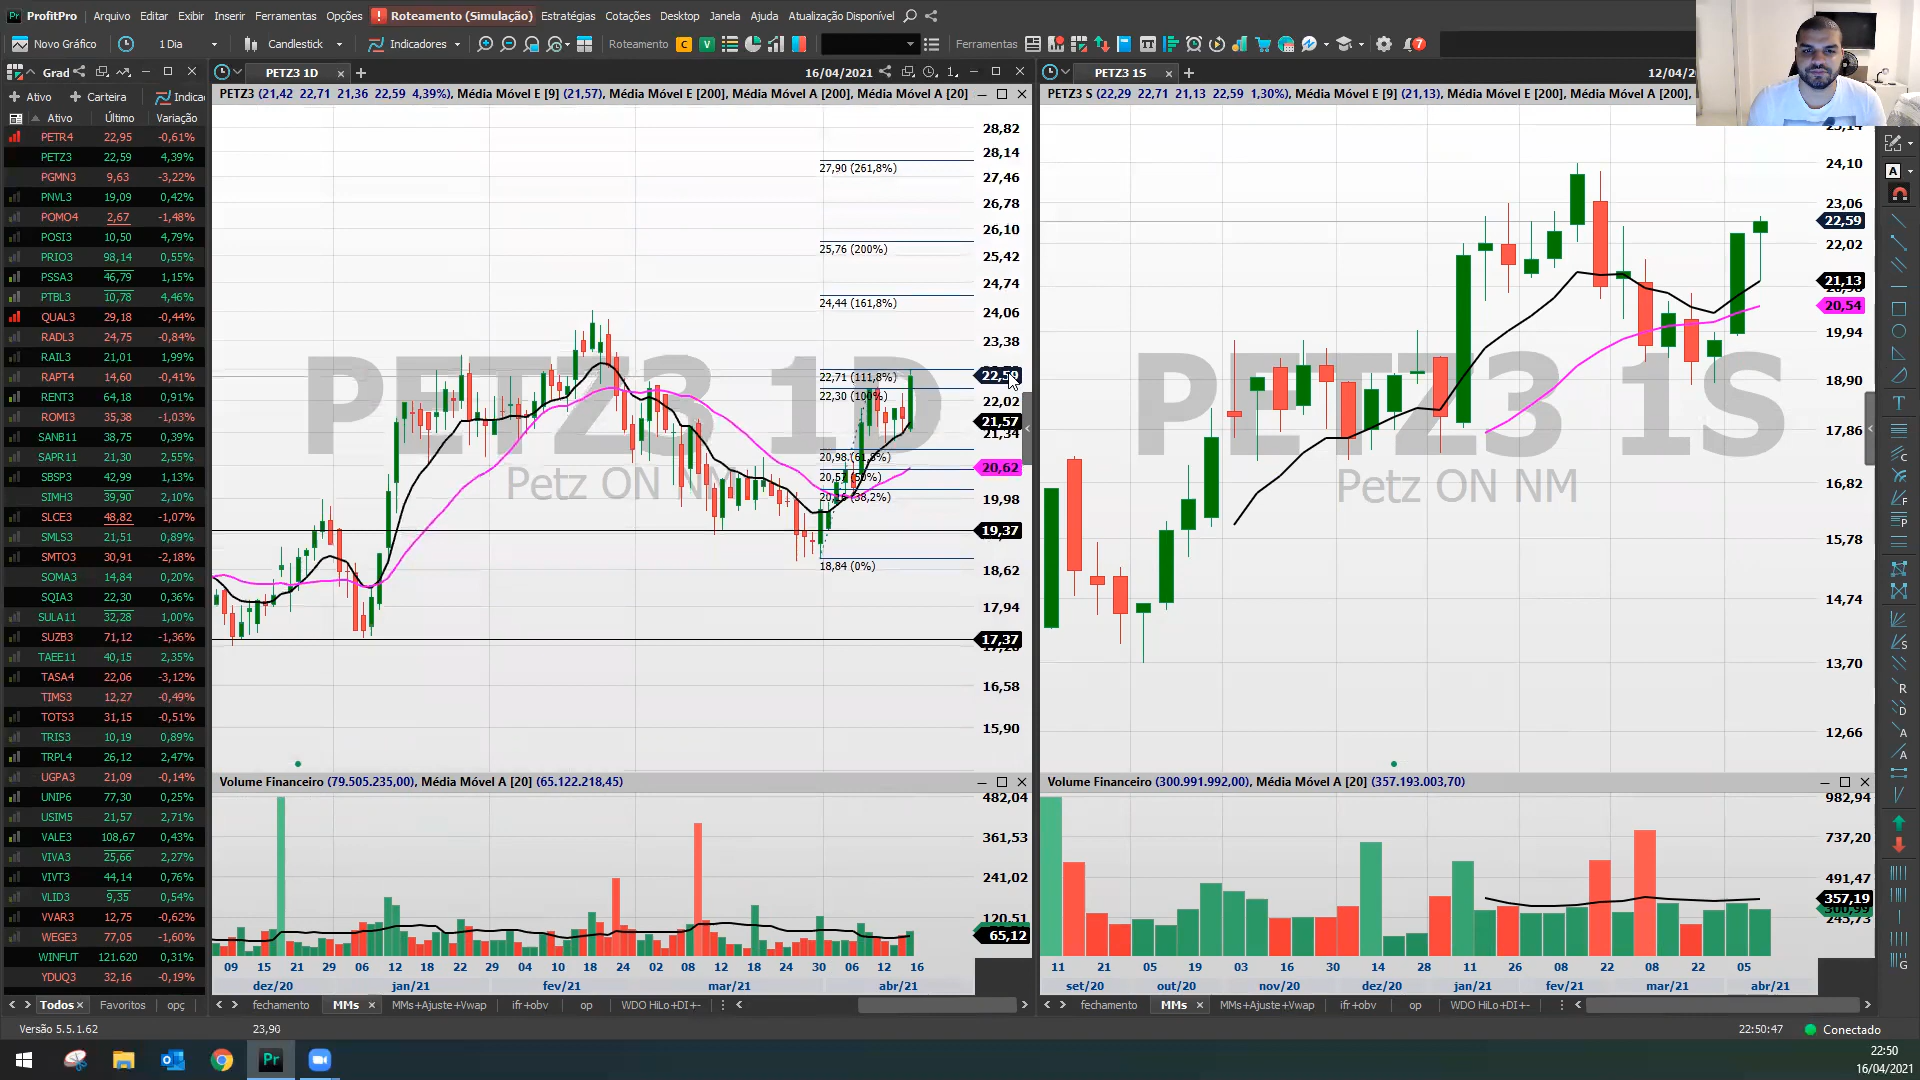 ProfitPro Arquivo Editar Exibir Inserir Ferramentas Opções ! Roteamento (Simulação) Estratégias Cotações Desktop Janela Ajuda Atualização Disponível
Novo Gráfico 1 Dia Candlestick Indicadores Roteamento C V Ferramentas 7
Grad
Ativo Carteira Indica
Ativo Último Variação
PETR4 22,95 -0,61%
PETZ3 22,59 4,39%
PGMN3 9,63 -3,22%
PNVL3 19,09 0,42%
POMO4 2,67 -1,48%
POSI3 10,50 4,79%
PRIO3 98,14 0,55%
PSSA3 46,79 1,15%
PTBL3 10,78 4,46%
QUAL3 29,18 -0,44%
RADL3 24,75 -0,84%
RAIL3 21,01 1,99%
RAPT4 14,60 -0,41%
RENT3 64,18 0,91%
ROMI3 35,38 -1,03%
SANB11 38,75 0,39%
SAPR11 21,30 2,55%
SBSP3 42,99 1,13%
SIMH3 39,90 2,10%
SLCE3 48,82 -1,07%
SMLS3 21,51 0,89%
SMTO3 30,91 -2,18%
SOMA3 14,84 0,20%
SQIA3 22,30 0,36%
SULA11 32,28 1,00%
SUZB3 71,12 -1,36%
TAEE11 40,15 2,35%
TASA4 22,06 -3,12%
TIMS3 12,27 -0,49%
TOTS3 31,15 -0,51%
TRIS3 10,19 0,89%
TRPL4 26,12 2,47%
UGPA3 21,09 -0,14%
UNIP6 77,30 0,25%
USIM5 21,57 2,71%
VALE3 108,67 0,43%
VIVA3 25,66 2,27%
VIVT3 44,14 0,76%
VLID3 9,35 0,54%
VVAR3 12,75 -0,62%
WEGE3 77,05 -1,60%
WINFUT 121.620 0,31%
YDUQ3 32,16 -0,19%
Todos Favoritos opç
PETZ3 1D 16/04/2021 1
PETZ3 (21,42 22,71 21,36 22,59 4,39%), Média Móvel E [9] (21,57), Média Móvel E [200], Média Móvel A [200], Média Móvel A [20]
PETZ3 1D
Petz ON NM
27,90 (261,8%)
25,76 (200%)
24,44 (161,8%)
22,71 (111,8%)
22,30 (100%)
20,98 (61,8%)
20,57 (50%)
20,16 (38,2%)
18,84 (0%)
28,82
28,14
27,46
26,78
26,10
25,42
24,74
24,06
23,38
22,59
22,02
21,57
21,34
20,62
19,98
19,37
18,62
17,94
17,37
16,58
15,90
Volume Financeiro (79.505.235,00), Média Móvel A [20] (65.122.218,45)
482,04
361,53
241,02
120,51
65,12
09 15 21 29 06 12 18 22 29 04 10 18 24 02 08 12 18 24 30 06 12 16
dez/20 jan/21 fev/21 mar/21 abr/21
fechamento MMs MMs+Ajuste+Vwap ifr+obv op WDO HiLo+DI+-
PETZ3 1S 12/04/2
PETZ3 S (22,29 22,71 21,13 22,59 1,30%), Média Móvel E [9] (21,13), Média Móvel E [200], Média Móvel A [200],
PETZ3 1S
Petz ON NM
24,10
23,06
22,59
22,02
21,13
20,54
19,94
18,90
17,86
16,82
15,78
14,74
13,70
12,66
Volume Financeiro (300.991.992,00), Média Móvel A [20] (357.193.003,70)
982,94
737,20
491,47
357,19
245,73
11 21 05 19 03 16 30 14 28 11 26 08 22 08 22 05
set/20 out/20 nov/20 dez/20 jan/21 fev/21 mar/21 abr/21
fechamento MMs MMs+Ajuste+Vwap ifr+obv op WDO HiLo+DI+-
Versão 5.5.1.62 23,90 22:50:47 Conectado
Pr 22:50
16/04/2021